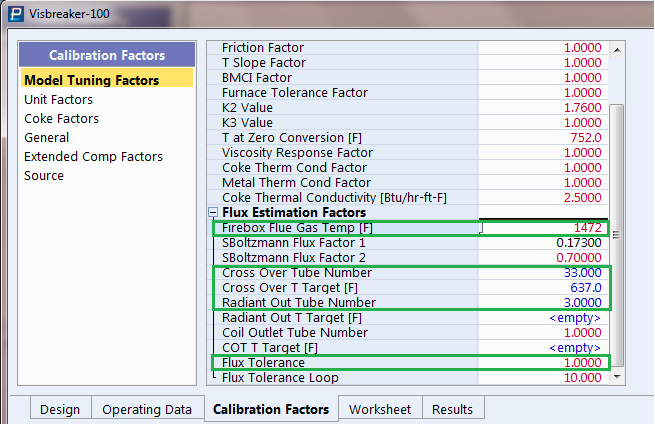 Visbreaker-100
Calibration Factors
Model Tuning Factors
Unit Factors
Coke Factors
General
Extended Comp Factors
Source
Friction Factor 1.0000
T Slope Factor 1.0000
BMCI Factor 1.0000
Furnace Tolerance Factor 1.0000
K2 Value 1.7600
K3 Value 1.0000
T at Zero Conversion [F] 752.0
Viscosity Response Factor 1.0000
Coke Therm Cond Factor 1.0000
Metal Therm Cond Factor 1.0000
Coke Thermal Conductivity [Btu/hr-ft-F] 2.5000
Flux Estimation Factors
Firebox Flue Gas Temp [F] 1472
SBoltzmann Flux Factor 1 0.17300
SBoltzmann Flux Factor 2 0.70000
Cross Over Tube Number 33.000
Cross Over T Target [F] 637.0
Radiant Out Tube Number 3.0000
Radiant Out T Target [F] <empty>
Coil Outlet Tube Number 1.0000
COT T Target [F] <empty>
Flux Tolerance 1.0000
Flux Tolerance Loop 10.000
Design Operating Data Calibration Factors Worksheet Results